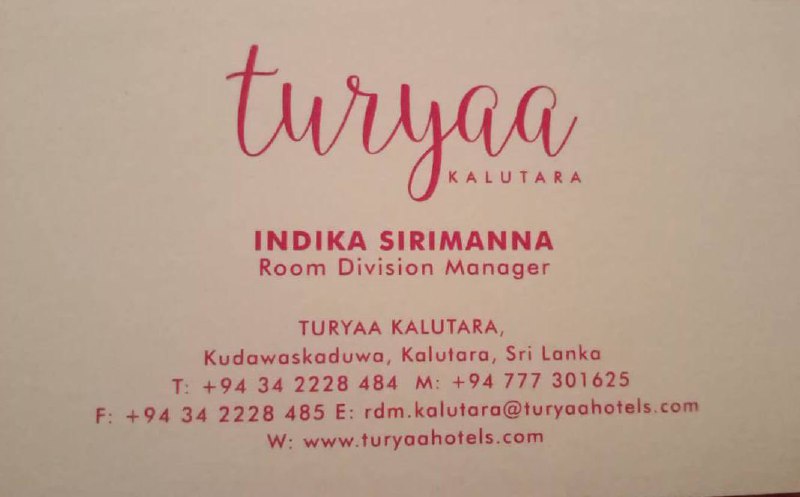 turyaa
KALUTARA
INDIKA SIRIMANNA
Room Division Manager
TURYAA KALUTARA,
Kudawaskaduwa, Kalutara, Sri Lanka
T: +94 34 2228 484 M: +94 777 301625
F: +94 34 2228 485 E: rdm.kalutara@turyaahotels.com
W: www.turyaahotels.com